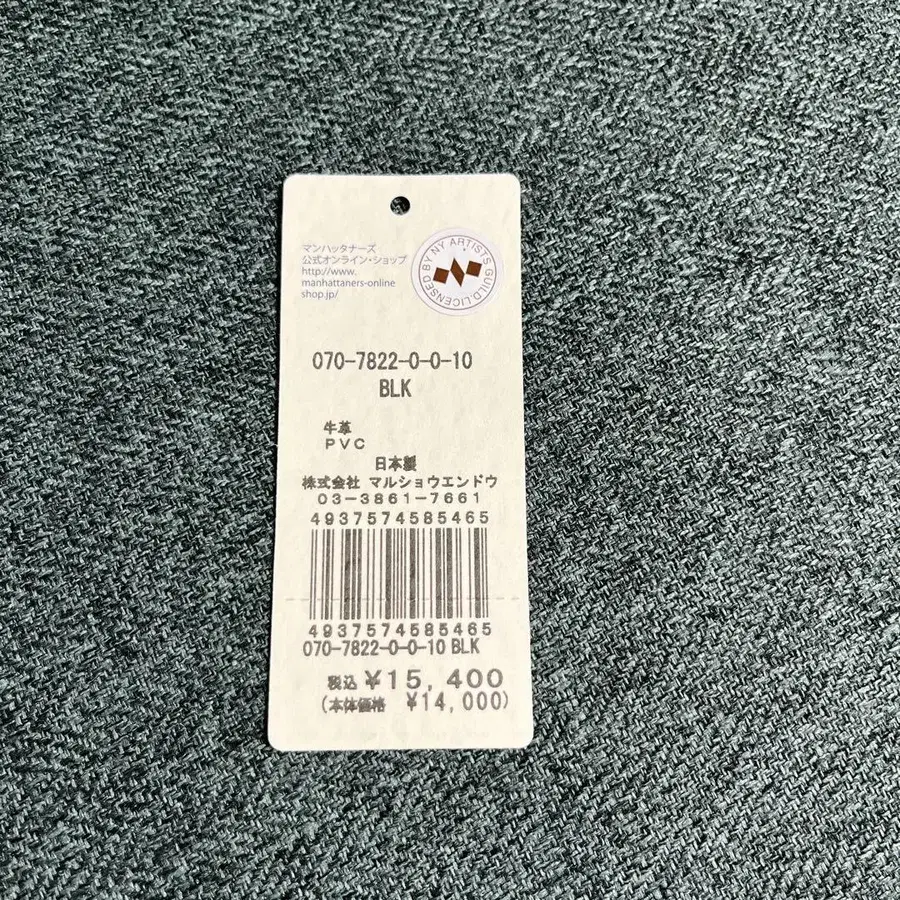 マンハッタナーズ
公式オンライン・ショップ
http://www.
manhattaners-online
shop.jp/
LICENSED BY NY ARTISTS GUILD.
070-7822-0-0-10
BLK
牛革
PVC
日本製
株式会社 マルショウエンドウ
03-3861-7661
4937574585465
4937574585465
070-7822-0-0-10 BLK
税込 ¥15,400
(本体価格 ¥14,000)